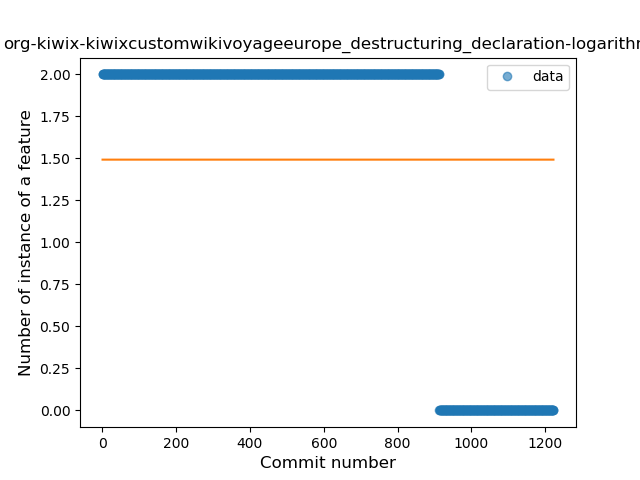 org-kiwix-kiwixcustomwikivoyageeurope_destructuring_declaration-logarithm
data
Number of instance of a feature
2.00
1.75
1.50
1.25
1.00
0.75
0.50
0.25
0.00
0 200 400 600 800 1000 1200
Commit number